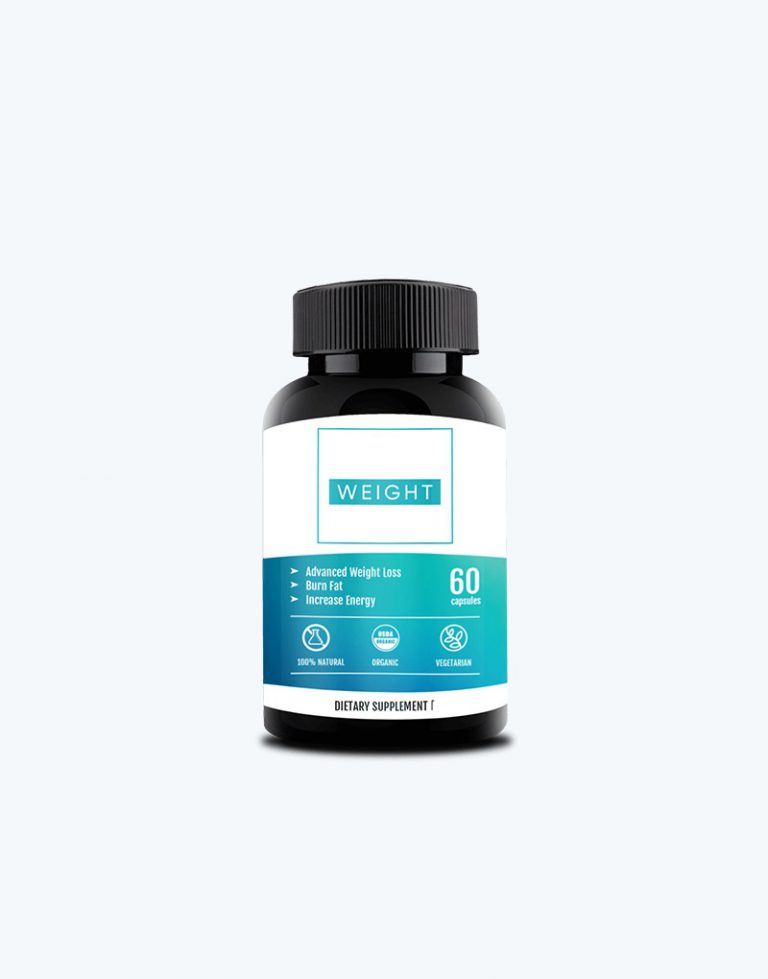 WEIGHT
Advanced Weight Loss
Burn Fat
Increase Energy
60
capsules
USDA
ORGANIC
100% NATURAL
ORGANIC
VEGETARIAN
DIETARY SUPPLEMENT